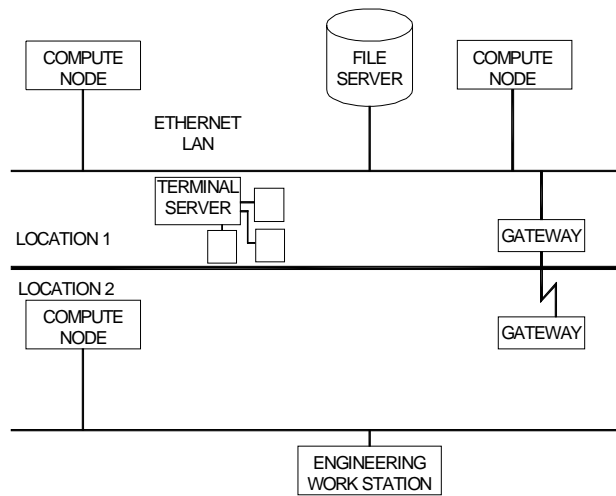 COMPUTE
NODE
FILE
SERVER
COMPUTE
NODE
ETHERNET
LAN
TERMINAL
SERVER
LOCATION 1
GATEWAY
LOCATION 2
COMPUTE
NODE
GATEWAY
ENGINEERING
WORK STATION